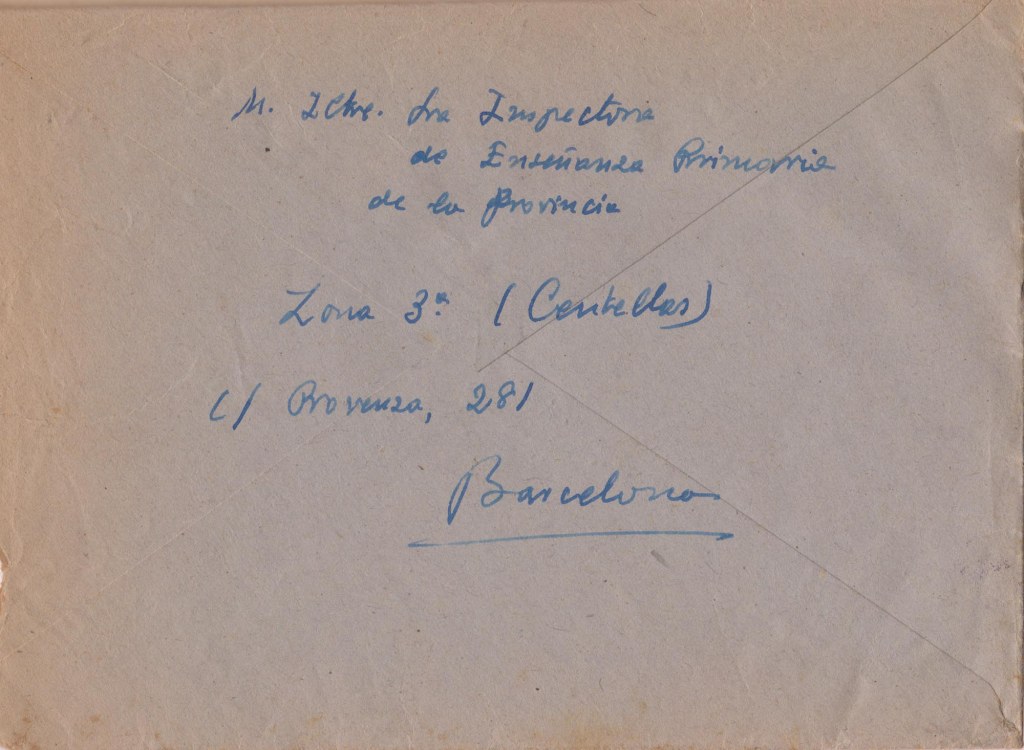 M. Iltre. Sra Inspectora
de Enseñanza Primaria
de la Provincia
Zona 3ª (Centellas)
C/ Provenza, 281
Barcelona